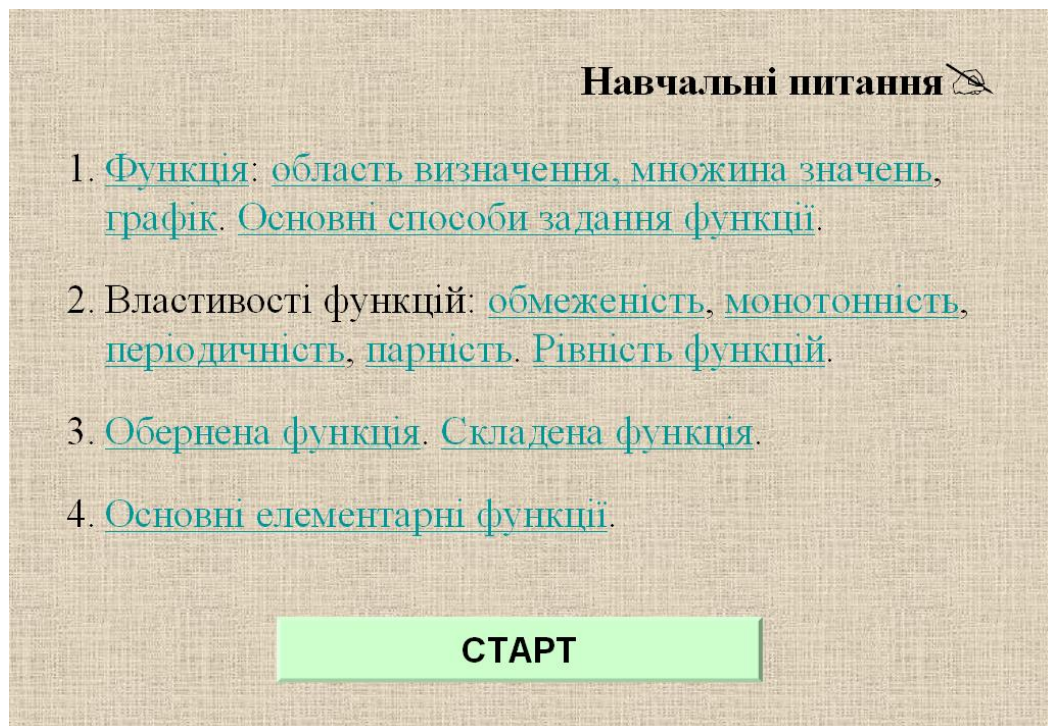 Навчальні питання
1. Функція: область визначення, множина значень,
графік. Основні способи задання функції.
2. Властивості функцій: обмеженість, монотонність,
періодичність, парність. Рівність функцій.
3. Обернена функція. Складена функція.
4. Основні елементарні функції.
СТАРТ